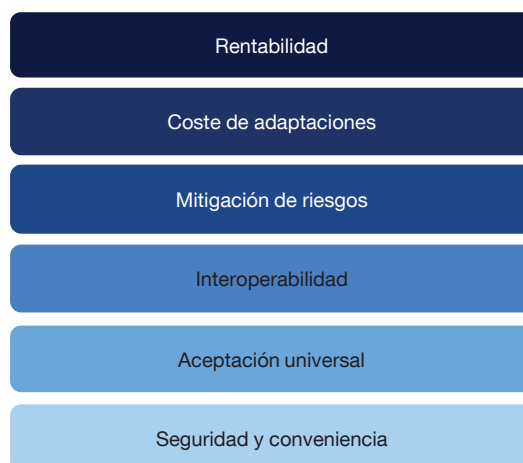 Rentabilidad
Coste de adaptaciones
Mitigación de riesgos
Interoperabilidad
Aceptación universal
Seguridad y conveniencia